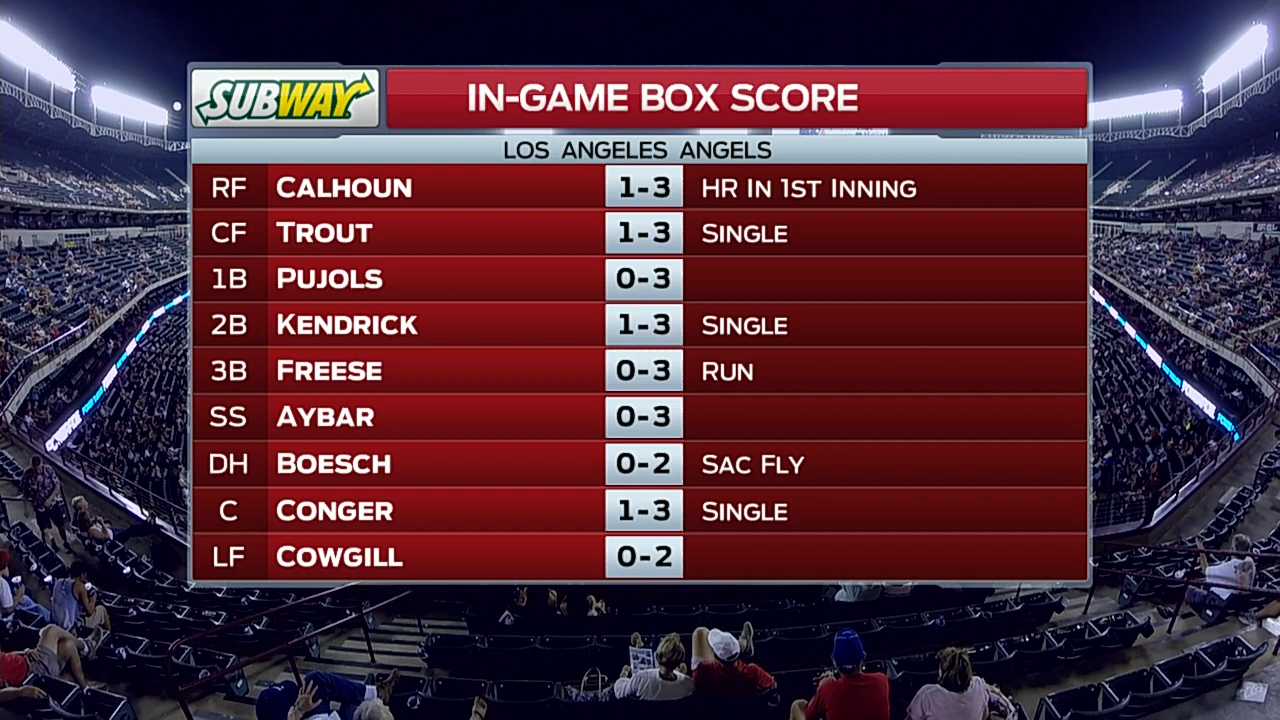 SUBWAY
IN-GAME BOX SCORE
LOS ANGELES ANGELS
RF CALHOUN 1-3 HR IN 1ST INNING
CF TROUT 1-3 SINGLE
1B PUJOLS 0-3
2B KENDRICK 1-3 SINGLE
3B FREESE 0-3 RUN
SS AYBAR 0-3
DH BOESCH 0-2 SAC FLY
C CONGER 1-3 SINGLE
LF COWGILL 0-2